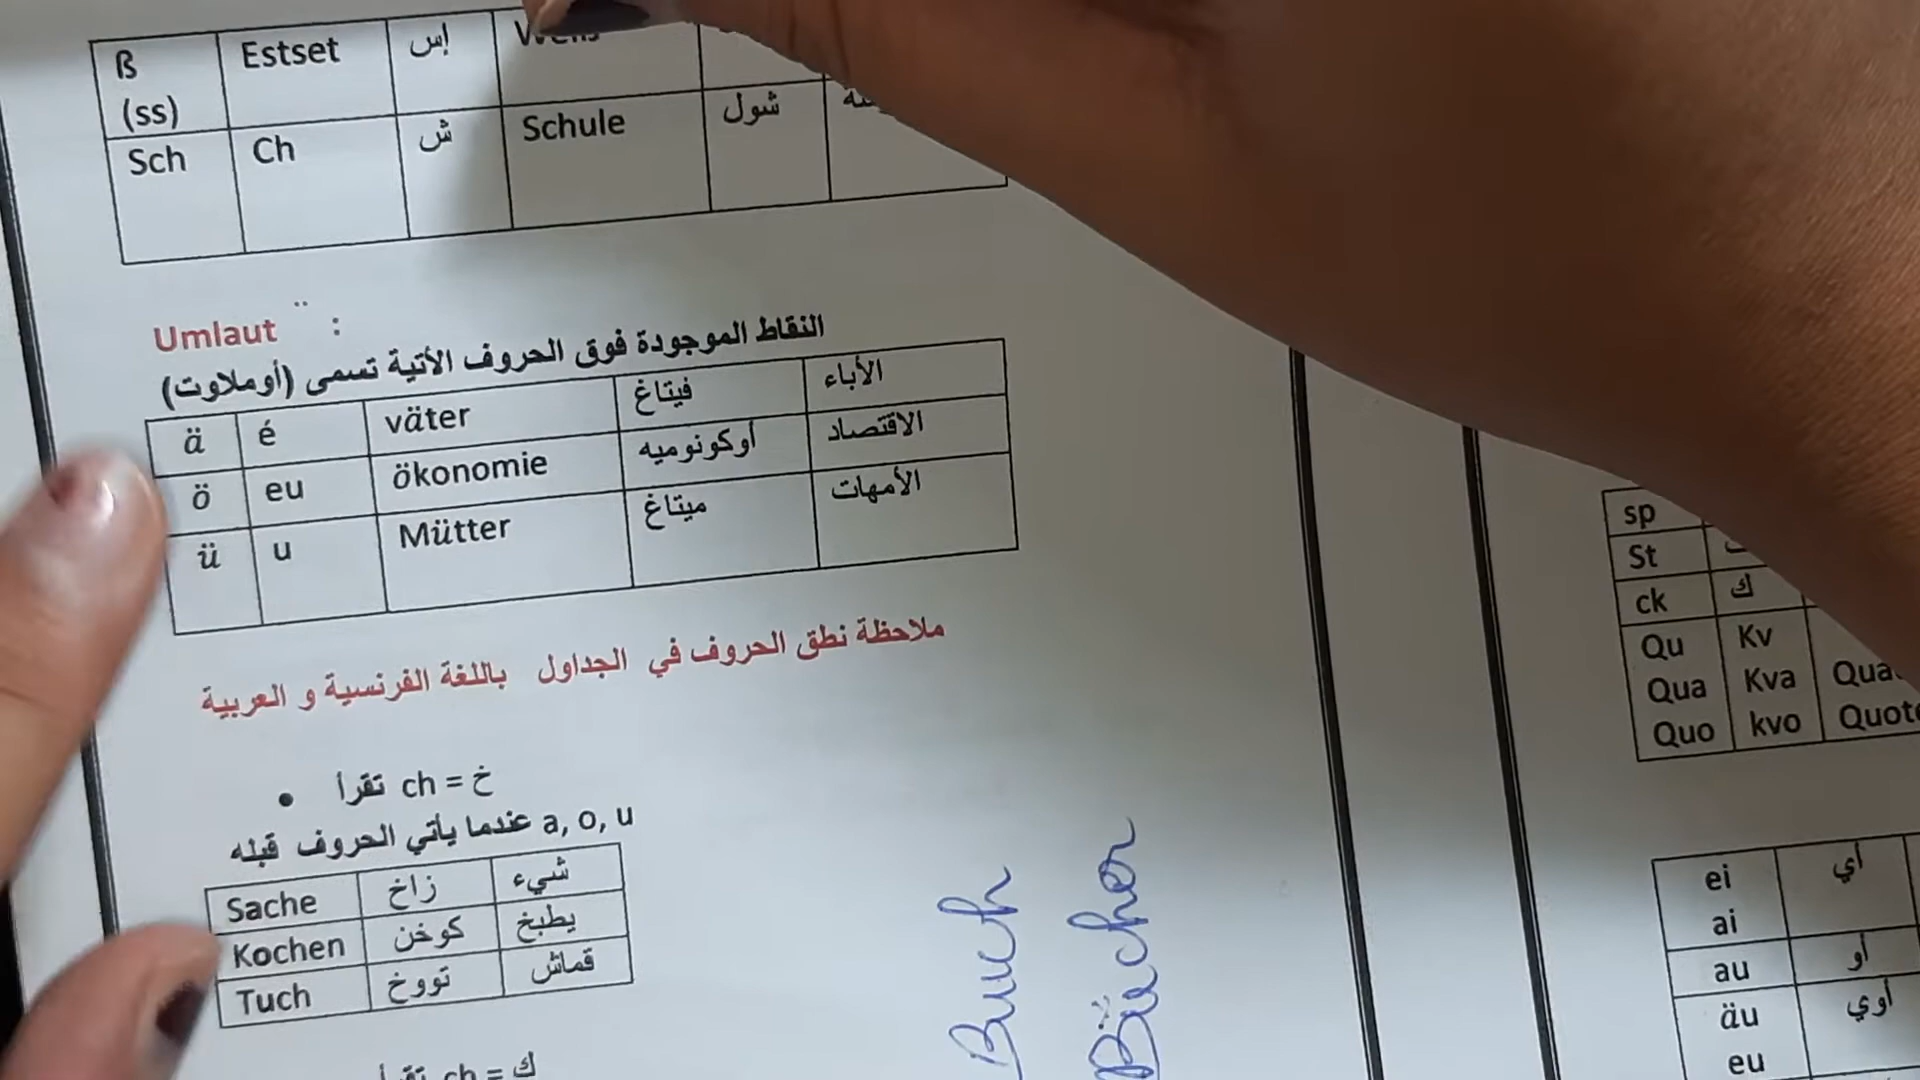 ß (ss) Estset إس
Sch Ch ش Schule شول
Umlaut ¨ :
النقاط الموجودة فوق الحروف الأتية تسمى (أوملاوت)
ä é väter فيتاغ الأباء
ö eu ökonomie أوكونوميه الاقتصاد
ü u Mütter ميتاغ الأمهات
ملاحظة نطق الحروف في الجداول باللغة الفرنسية و العربية
• تقرأ ch = خ
عندما يأتي الحروف قبله a, o, u
Sache زاخ شيء
Kochen كوخن يطبخ
Tuch تووخ قماش
تقرأ ch = ك
Buch
Bücher
sp
St
ck ك
Qu Kv
Qua Kva
Quo kvo Quote
ei أي
ai
au أو
äu أوي
eu